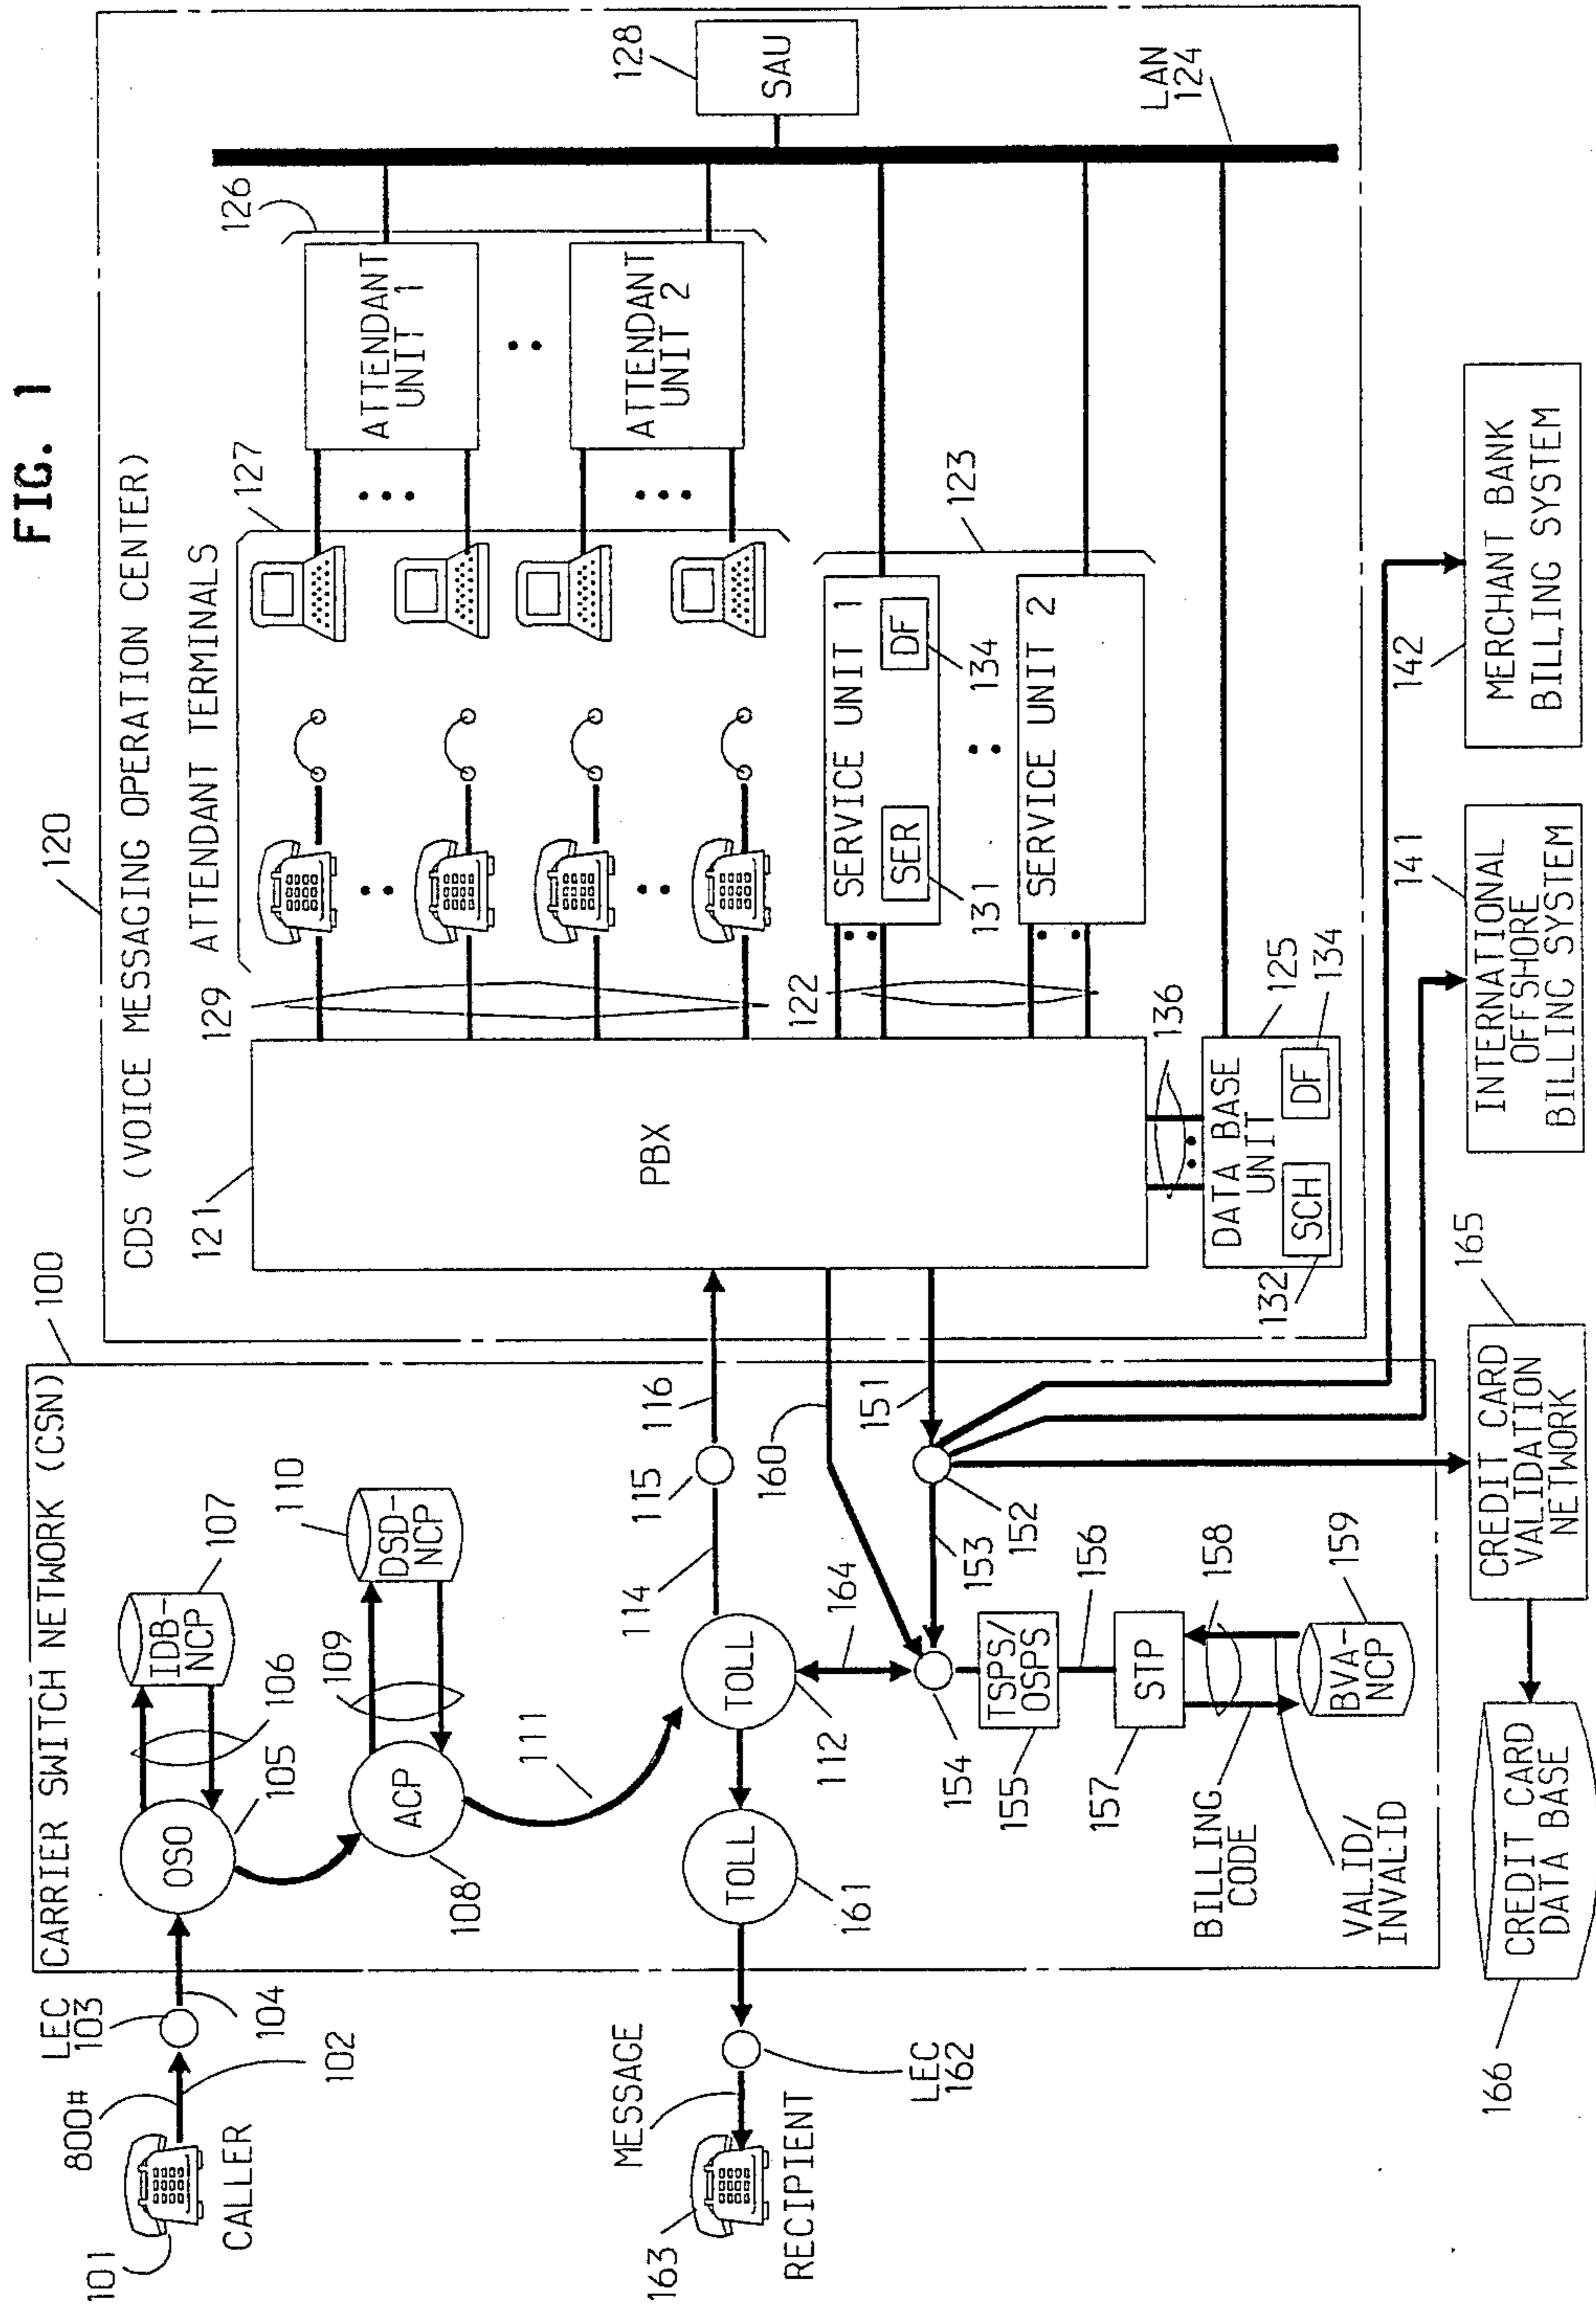 FIG. 1
120
CDS (VOICE MESSAGING OPERATION CENTER)
100
CARRIER SWITCH NETWORK (CSN)
121
129
ATTENDANT TERMINALS
127
126
128
SAU
ATTENDANT
UNIT 1
ATTENDANT
UNIT 2
LAN
124
PBX
122
SERVICE UNIT 1
SER
DF
131
134
123
SERVICE UNIT 2
136
DATA BASE
UNIT
SCH
DF
132
125
134
800#
LEC
103
101
CALLER
102
104
OSO
105
106
IDB-
NCP
107
ACP
108
109
DSD-
NCP
110
111
TOLL
112
114
115
116
TOLL
161
MESSAGE
LEC
162
163
RECIPIENT
160
164
151
152
153
154
TSPS/
OSPS
155
156
STP
157
158
BVA-
NCP
159
BILLING
CODE
VALID/
INVALID
166
CREDIT CARD
DATA BASE
CREDIT CARD
VALIDATION
NETWORK
165
141
INTERNATIONAL
OFFSHORE
BILLING SYSTEM
142
MERCHANT BANK
BILLING SYSTEM